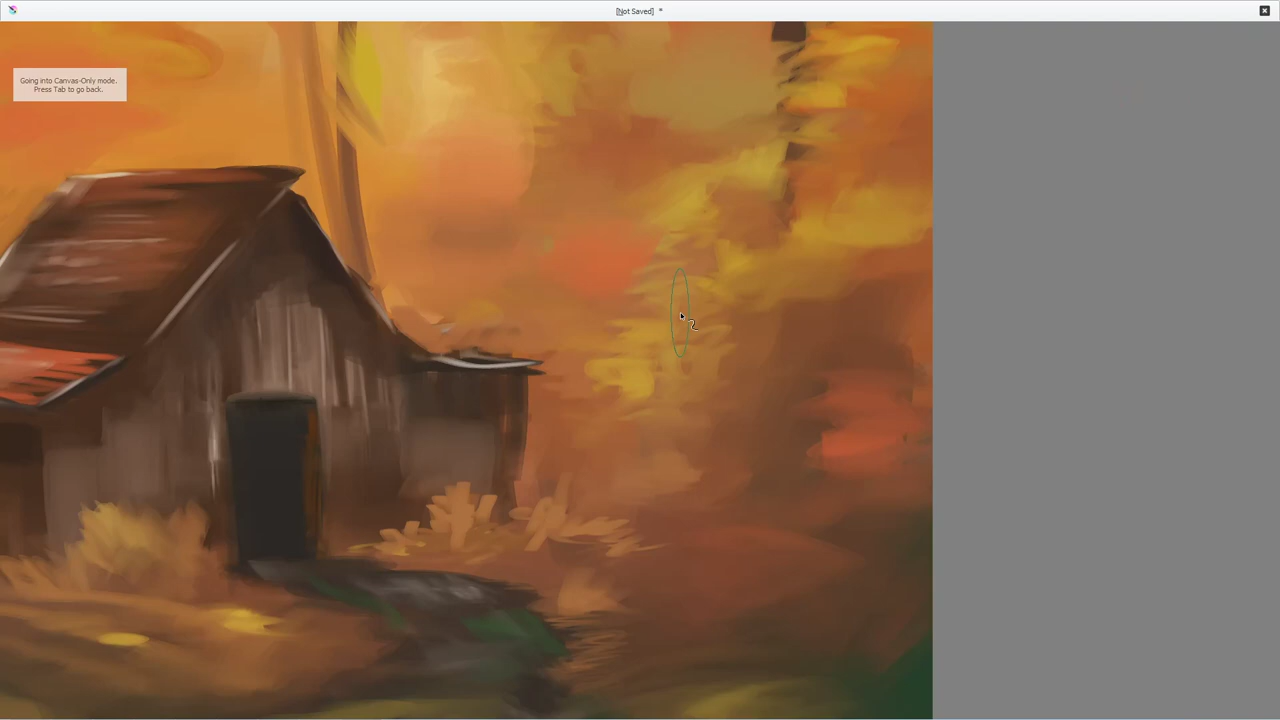 [Not Saved] *
Going into Canvas-Only mode.
Press Tab to go back.